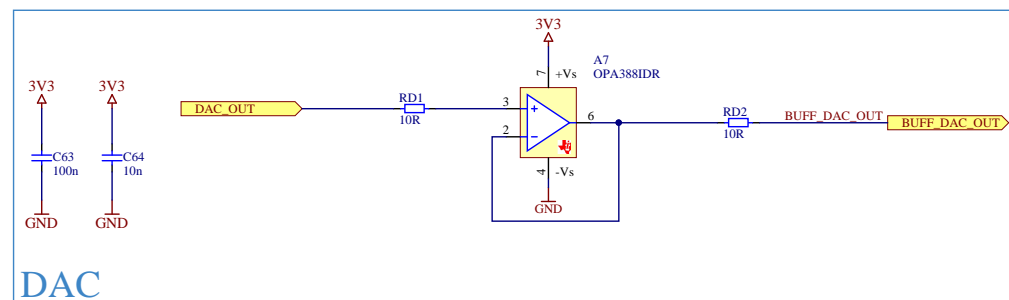 3V3
A7
OPA388IDR
7
+Vs
3V3
3V3
DAC_OUT
RD1
10R
3
+
6
RD2
10R
BUFF_DAC_OUT
BUFF_DAC_OUT
2
−
C63
100n
C64
10n
4
-Vs
GND
GND
GND
DAC